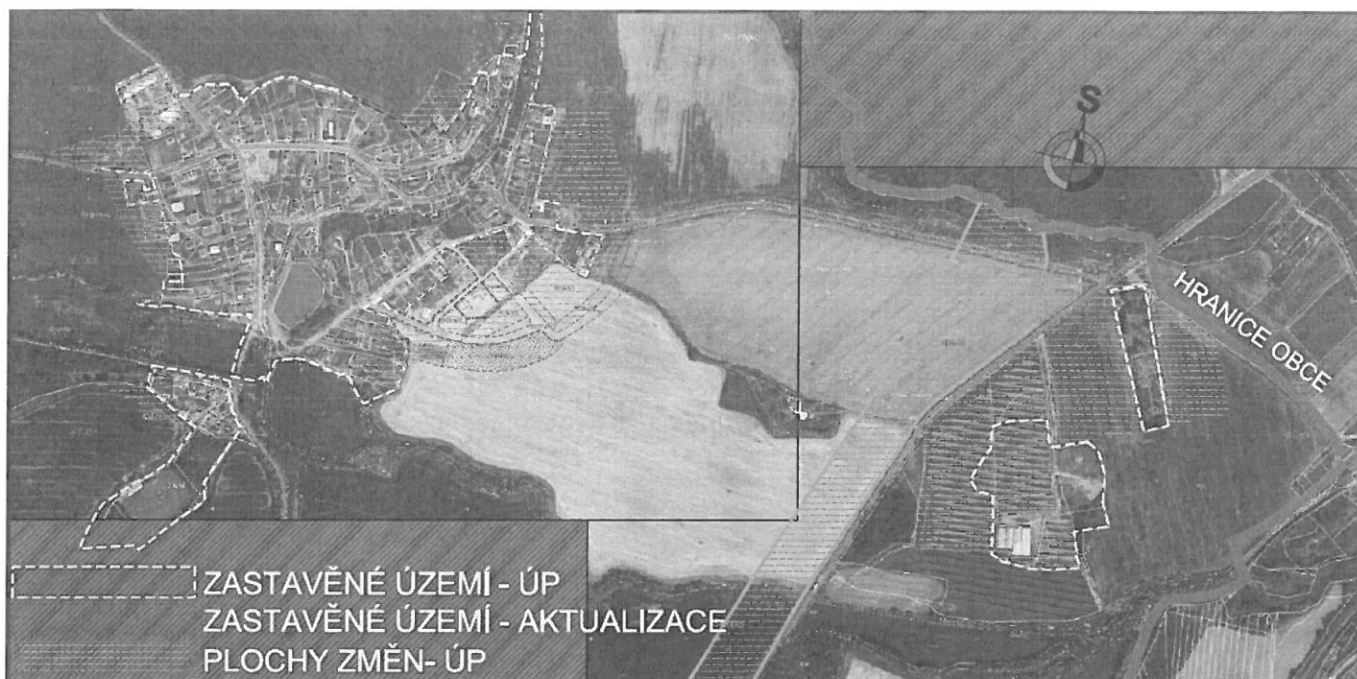 S
HRANICE OBCE
ZASTAVĚNÉ ÚZEMÍ - ÚP
ZASTAVĚNÉ ÚZEMÍ - AKTUALIZACE
PLOCHY ZMĚN- ÚP